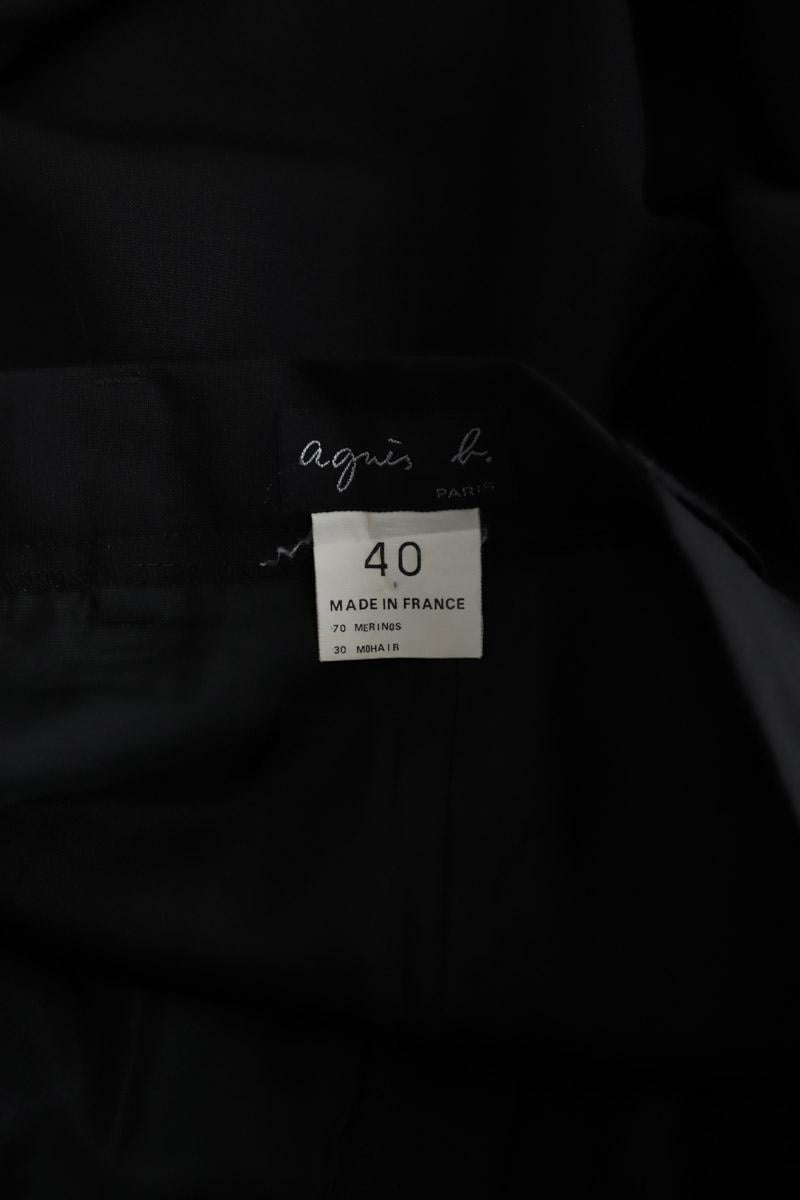 agnès b.
PARIS
40
MADE IN FRANCE
70 MERINOS
30 MOHAIR